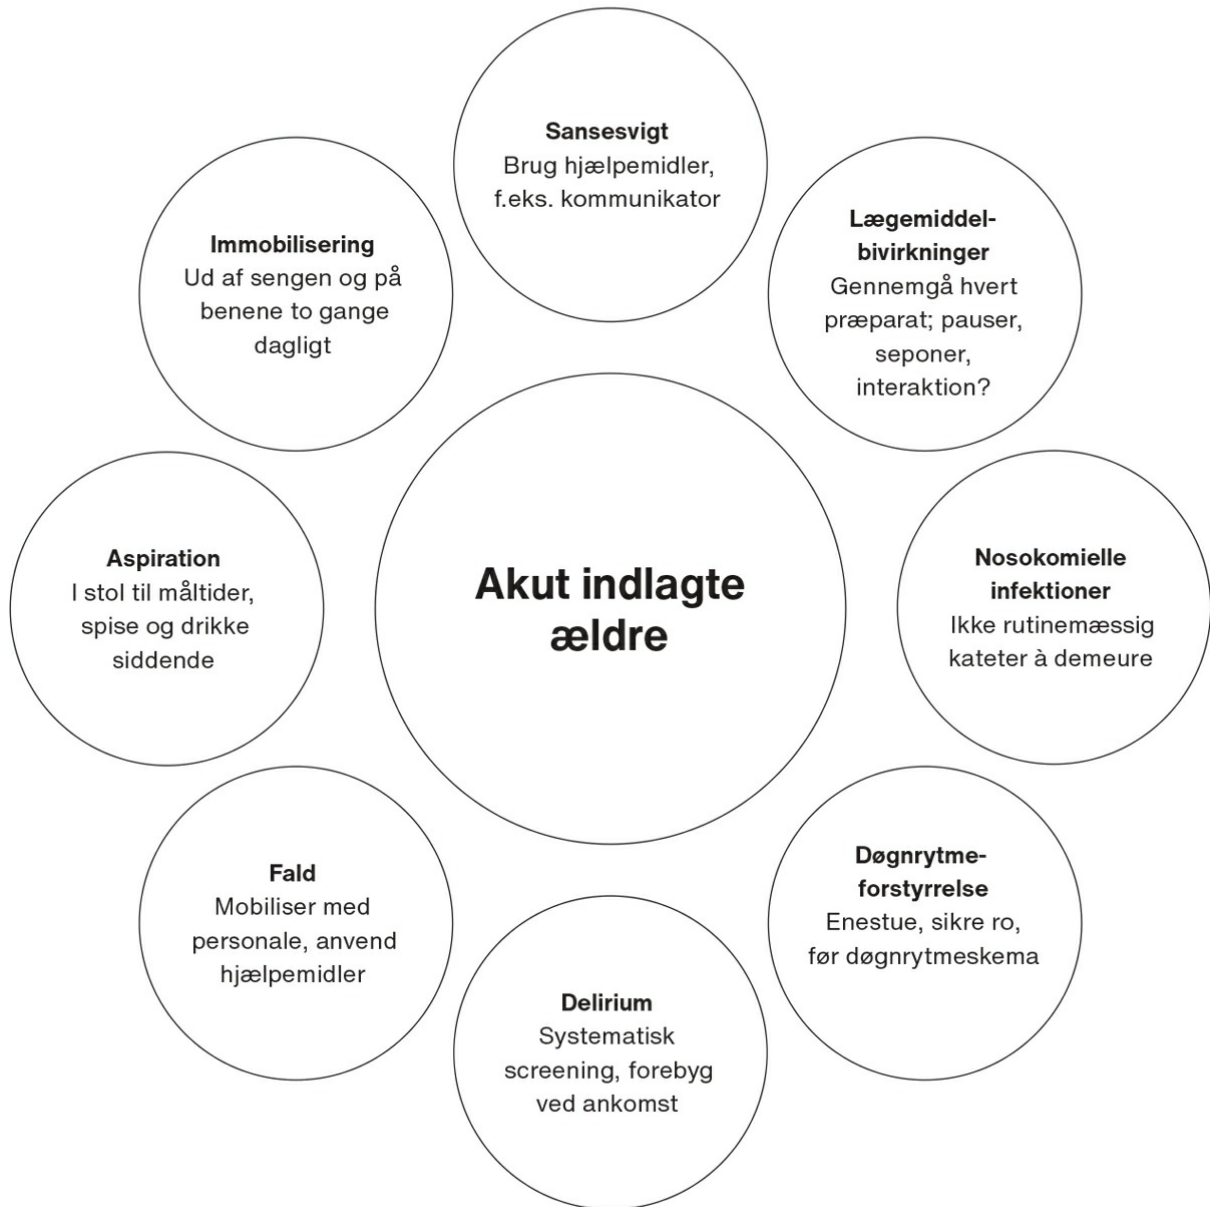 Sansesvigt
Brug hjælpemidler,
f.eks. kommunikator
Lægemiddel-
bivirkninger
Gennemgå hvert
præparat; pauser,
seponer,
interaktion?
Nosokomielle
infektioner
Ikke rutinemæssig
kateter à demeure
Døgnrytme-
forstyrrelse
Enestue, sikre ro,
før døgnrytmeskema
Delirium
Systematisk
screening, forebyg
ved ankomst
Fald
Mobiliser med
personale, anvend
hjælpemidler
Aspiration
I stol til måltider,
spise og drikke
siddende
Immobilisering
Ud af sengen og på
benene to gange
dagligt
Akut indlagte
ældre